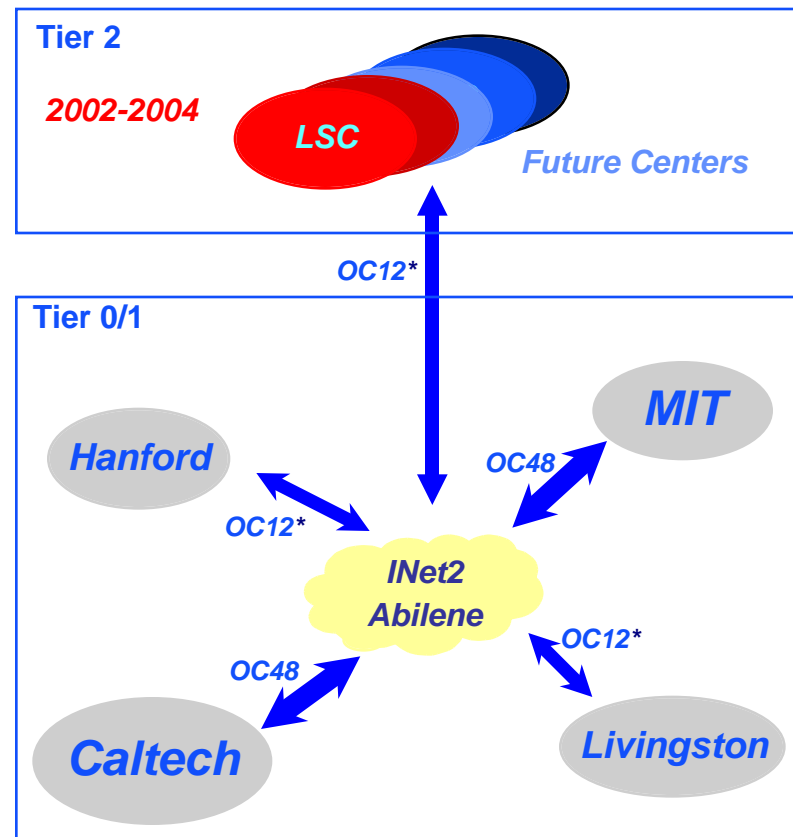 Tier 2
2002-2004
LSC
Future Centers
OC12*
Tier 0/1
MIT
Hanford
OC48
OC12*
INet2
Abilene
OC12*
OC48
Livingston
Caltech